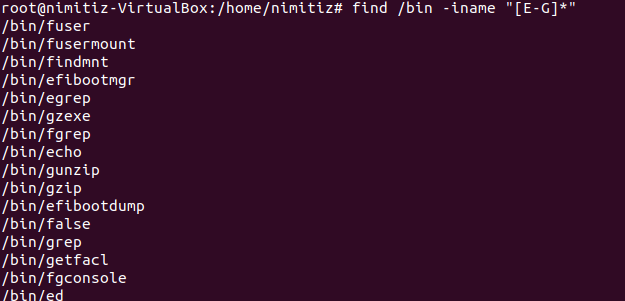 root@nimitiz-VirtualBox:/home/nimitiz# find /bin -iname "[E-G]*"
/bin/fuser
/bin/fusermount
/bin/findmnt
/bin/efibootmgr
/bin/egrep
/bin/gzexe
/bin/fgrep
/bin/echo
/bin/gunzip
/bin/gzip
/bin/efibootdump
/bin/false
/bin/grep
/bin/getfacl
/bin/fgconsole
/bin/ed